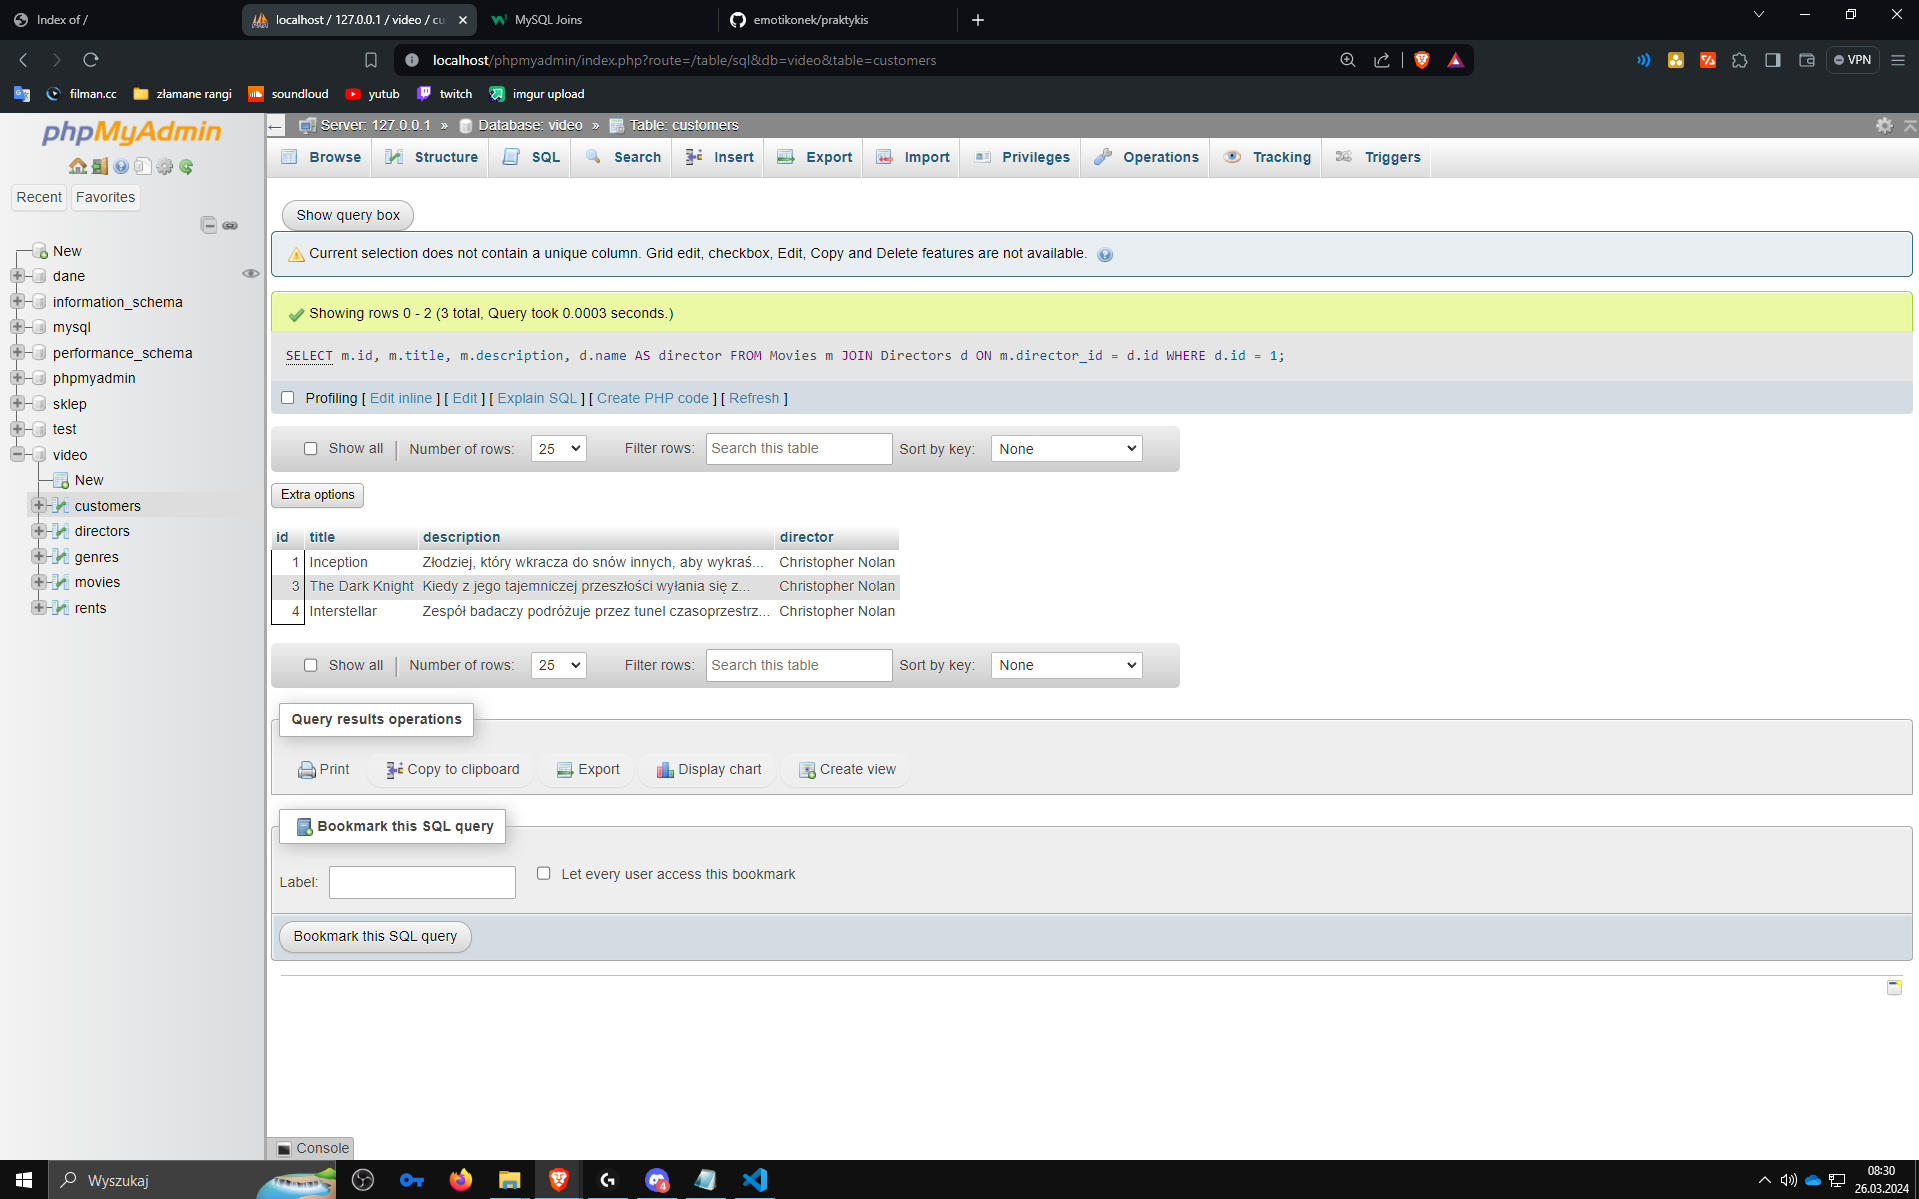 Index of /
localhost / 127.0.0.1 / video / cu
MySQL Joins
emotikonek/praktykis
localhost/phpmyadmin/index.php?route=/table/sql&db=video&table=customers
VPN
filman.cc
złamane rangi
soundloud
yutub
twitch
imgur upload
phpMyAdmin
Recent
Favorites
New
dane
information_schema
mysql
performance_schema
phpmyadmin
sklep
test
video
New
customers
directors
genres
movies
rents
Server: 127.0.0.1 » Database: video » Table: customers
Browse
Structure
SQL
Search
Insert
Export
Import
Privileges
Operations
Tracking
Triggers
Show query box
Current selection does not contain a unique column. Grid edit, checkbox, Edit, Copy and Delete features are not available.
Showing rows 0 - 2 (3 total, Query took 0.0003 seconds.)
SELECT m.id, m.title, m.description, d.name AS director FROM Movies m JOIN Directors d ON m.director_id = d.id WHERE d.id = 1;
Profiling [ Edit inline ] [ Edit ] [ Explain SQL ] [ Create PHP code ] [ Refresh ]
Show all | Number of rows: 25 Filter rows: Search this table Sort by key: None
Extra options
id title description director
1 Inception Złodziej, który wkracza do snów innych, aby wykraś... Christopher Nolan
3 The Dark Knight Kiedy z jego tajemniczej przeszłości wyłania się z... Christopher Nolan
4 Interstellar Zespół badaczy podróżuje przez tunel czasoprzestrz... Christopher Nolan
Show all | Number of rows: 25 Filter rows: Search this table Sort by key: None
Query results operations
Print
Copy to clipboard
Export
Display chart
Create view
Bookmark this SQL query
Label:
Let every user access this bookmark
Bookmark this SQL query
Console
Wyszukaj
4
08:30
26.03.2024